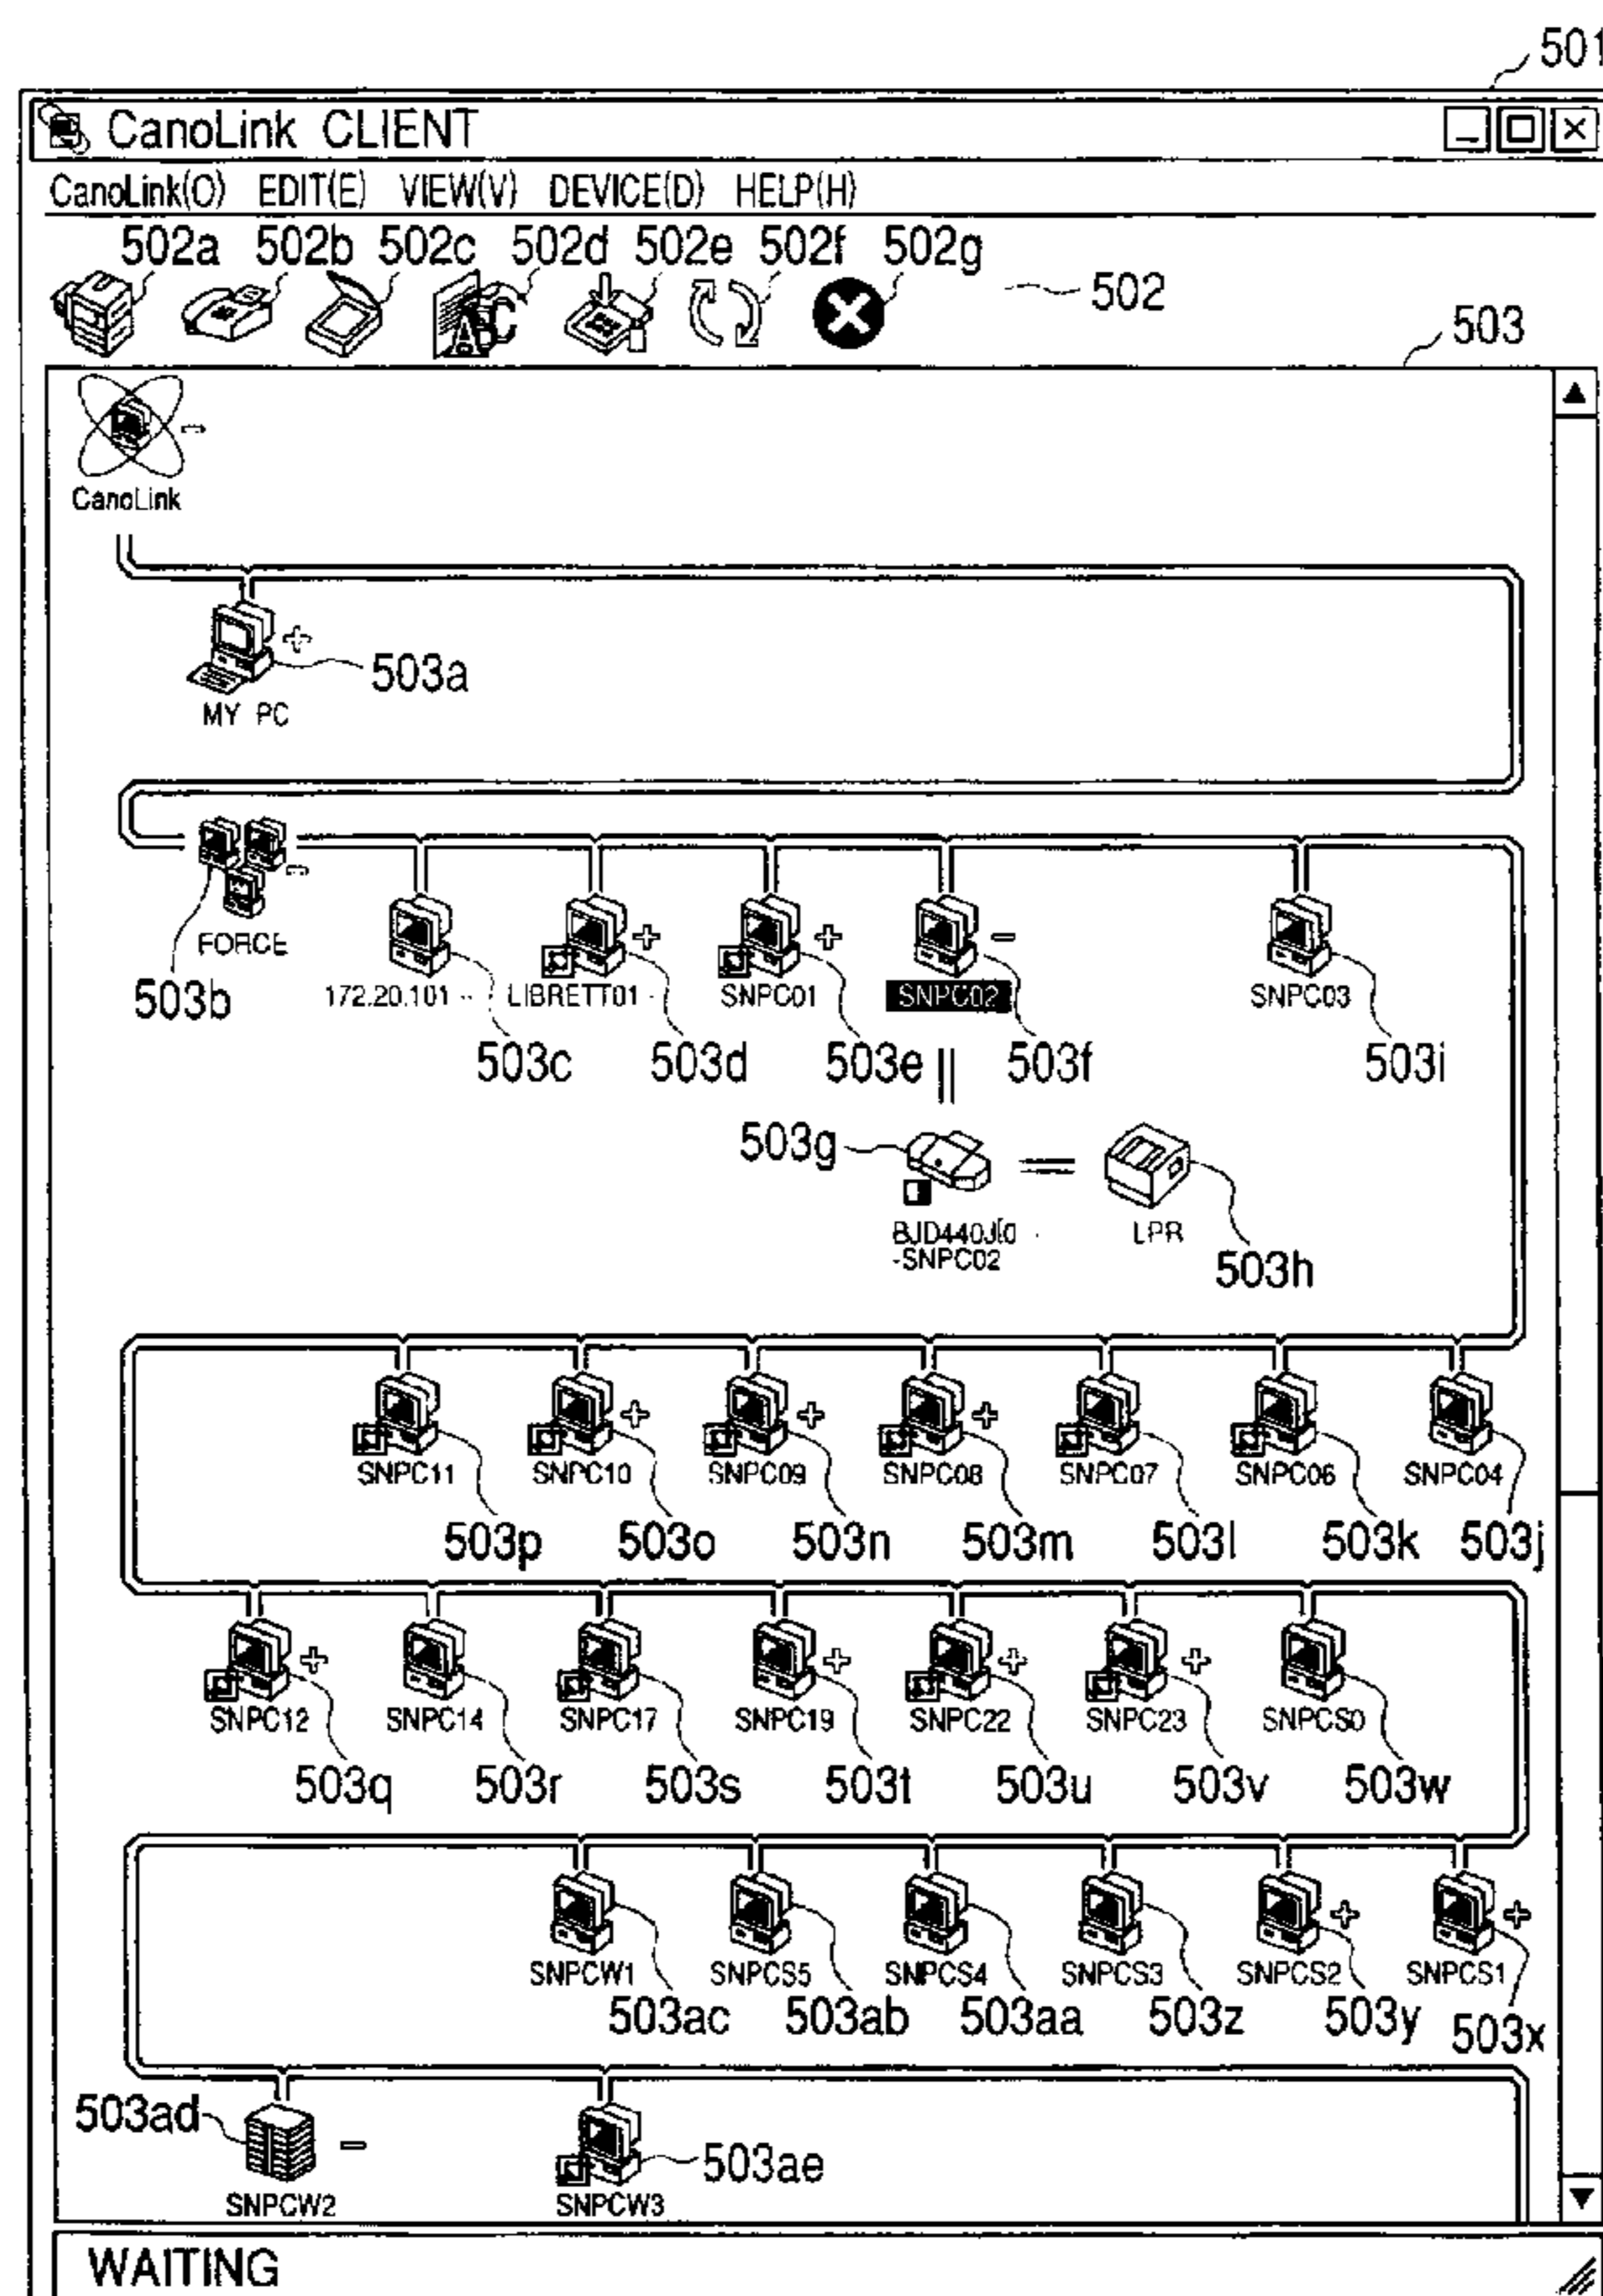 501
CanoLink CLIENT
CanoLink(O) EDIT(E) VIEW(V) DEVICE(D) HELP(H)
502a 502b 502c 502d 502e 502f 502g
502
503
CanoLink
503a
MY PC
FORCE
503b
172.20.101 -- LIBRETT01 - SNPC01 SNPC02 SNPC03
503c 503d 503e 503f 503i
503g
BJD440J[0 -
-SNPC02
LPR
503h
SNPC11 SNPC10 SNPC09 SNPC08 SNPC07 SNPC06 SNPC04
503p 503o 503n 503m 503l 503k 503j
SNPC12 SNPC14 SNPC17 SNPC19 SNPC22 SNPC23 SNPCS0
503q 503r 503s 503t 503u 503v 503w
SNPCW1 SNPCS5 SNPCS4 SNPCS3 SNPCS2 SNPCS1
503ac 503ab 503aa 503z 503y 503x
503ad
503ae
SNPCW2 SNPCW3
WAITING